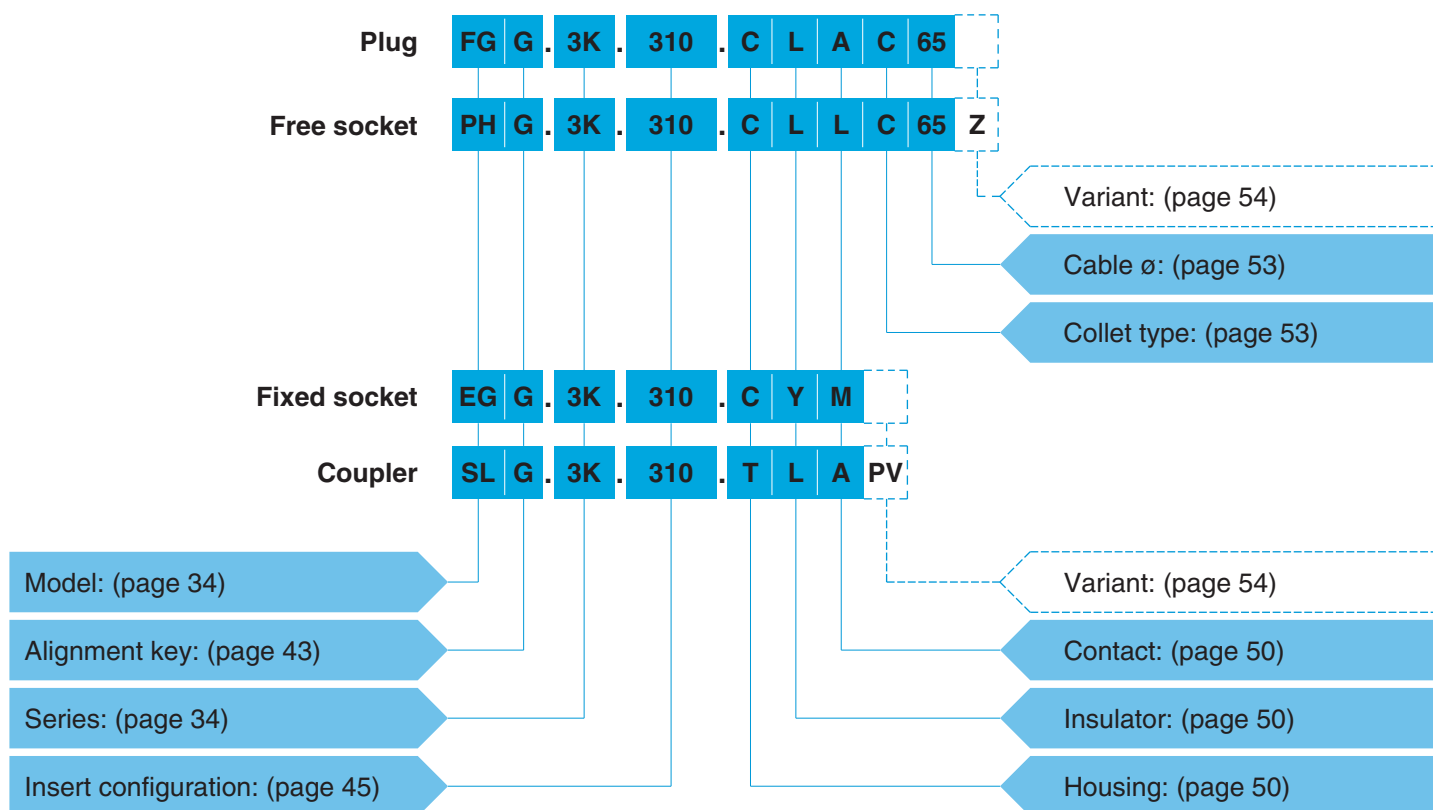 Plug FG G . 3K . 310 . C L A C 65
Free socket PH G . 3K . 310 . C L L C 65 Z
Variant: (page 54)
Cable ø: (page 53)
Collet type: (page 53)
Fixed socket EG G . 3K . 310 . C Y M
Coupler SL G . 3K . 310 . T L A PV
Model: (page 34)
Variant: (page 54)
Alignment key: (page 43)
Contact: (page 50)
Series: (page 34)
Insulator: (page 50)
Insert configuration: (page 45)
Housing: (page 50)